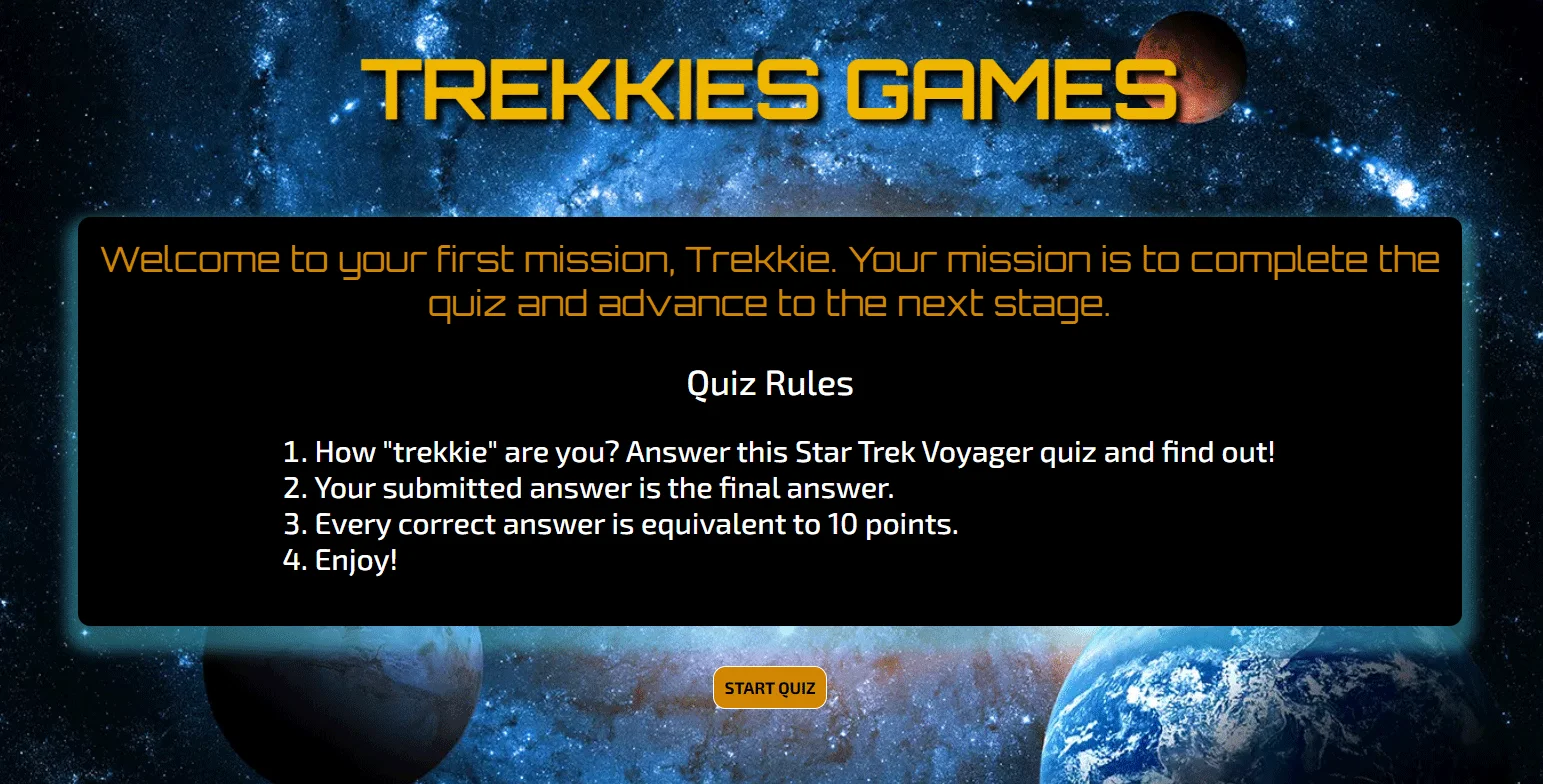 TREKKIES GAMES
Welcome to your first mission, Trekkie. Your mission is to complete the
quiz and advance to the next stage.
Quiz Rules
1. How "trekkie" are you? Answer this Star Trek Voyager quiz and find out!
2. Your submitted answer is the final answer.
3. Every correct answer is equivalent to 10 points.
4. Enjoy!
START QUIZ